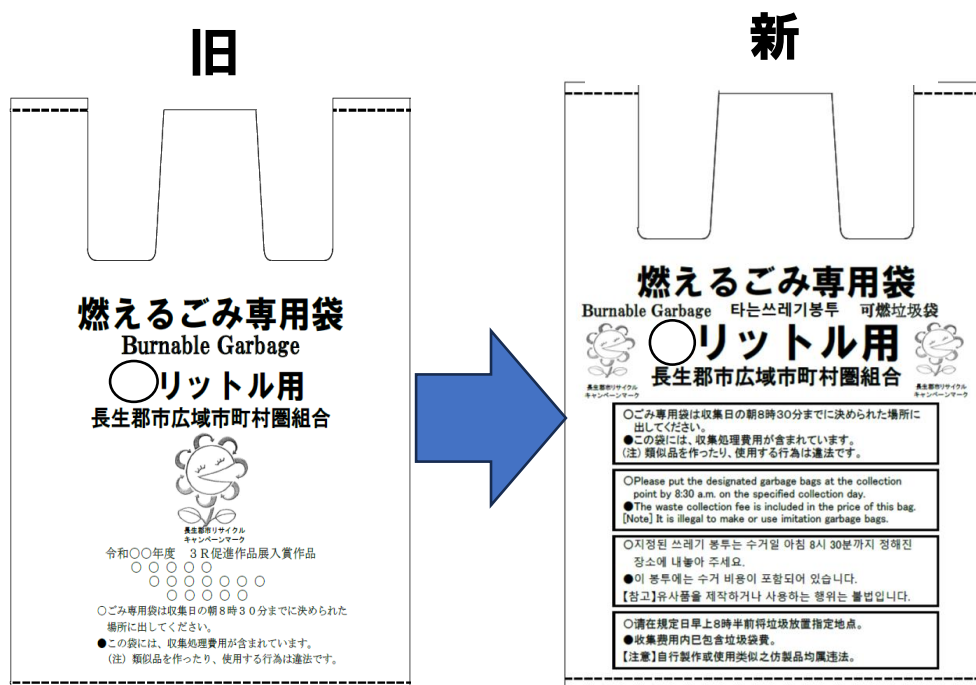 旧
燃えるごみ専用袋
Burnable Garbage
○リットル用
長生郡市広域市町村圏組合
長生郡市リサイクル
キャンペーンマーク
令和○○年度 3R促進作品展入賞作品
○○○○○
○○○○○○○
○○○○○
○ごみ専用袋は収集日の朝8時30分までに決められた
場所に出してください。
●この袋には、収集処理費用が含まれています。
(注) 類似品を作ったり、使用する行為は違法です。
新
燃えるごみ専用袋
Burnable Garbage 타는쓰레기봉투 可燃垃圾袋
○リットル用
長生郡市広域市町村圏組合
長生郡市リサイクル
キャンペーンマーク
長生郡市リサイクル
キャンペーンマーク
○ごみ専用袋は収集日の朝8時30分までに決められた場所に
出してください。
●この袋には、収集処理費用が含まれています。
(注) 類似品を作ったり、使用する行為は違法です。
○Please put the designated garbage bags at the collection
point by 8:30 a.m. on the specified collection day.
●The waste collection fee is included in the price of this bag.
[Note] It is illegal to make or use imitation garbage bags.
○지정된 쓰레기 봉투는 수거일 아침 8시 30분까지 정해진
장소에 내놓아 주세요.
●이 봉투에는 수거 비용이 포함되어 있습니다.
【참고】유사품을 제작하거나 사용하는 행위는 불법입니다.
○请在規定日早上8時半前将垃圾放置指定地点。
●收集费用内已包含垃圾袋費。
【注意】自行製作或使用类似之仿製品均属违法。